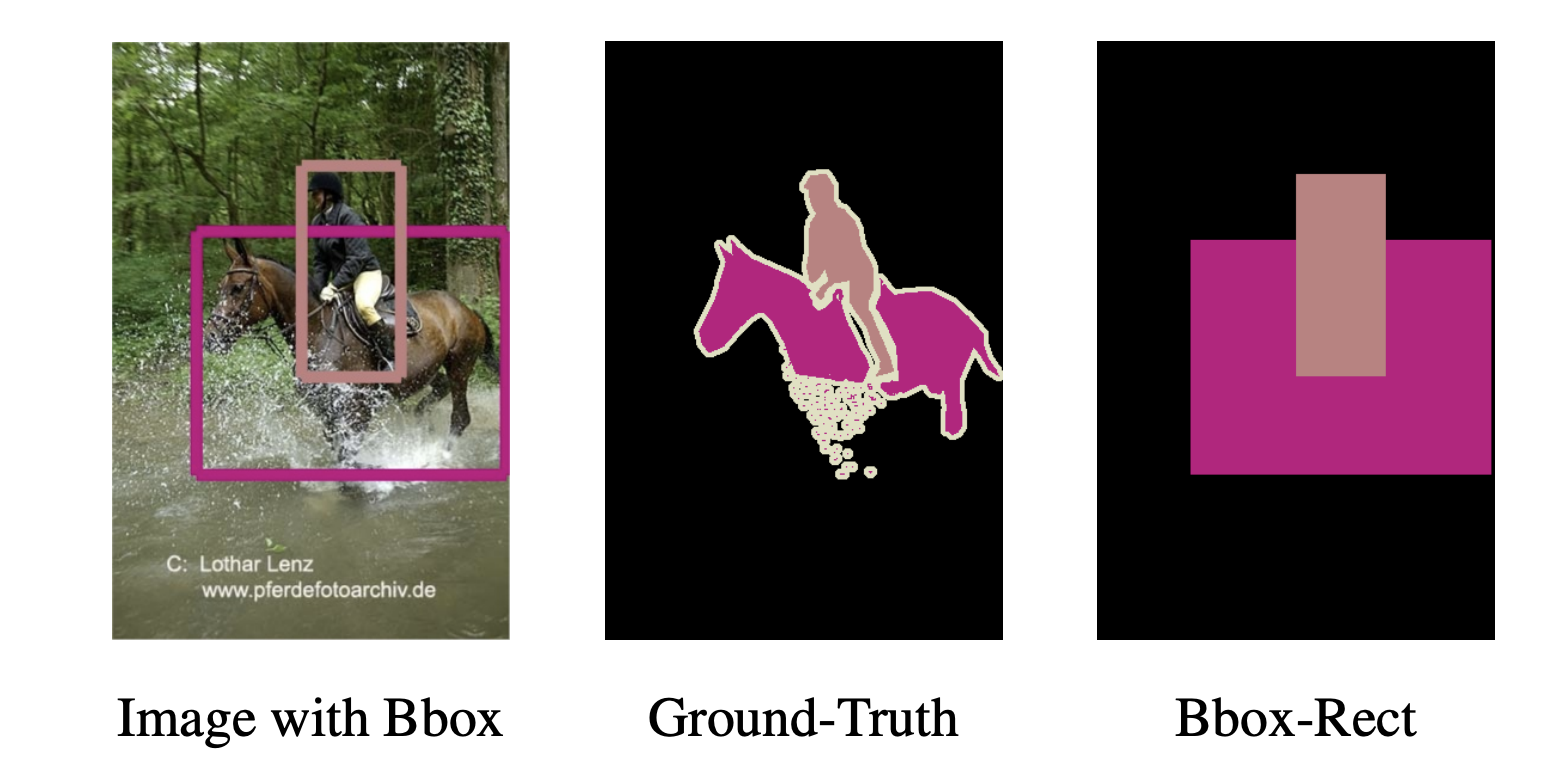 C: Lothar Lenz
www.pferdefotoarchiv.de
Image with Bbox
Ground-Truth
Bbox-Rect